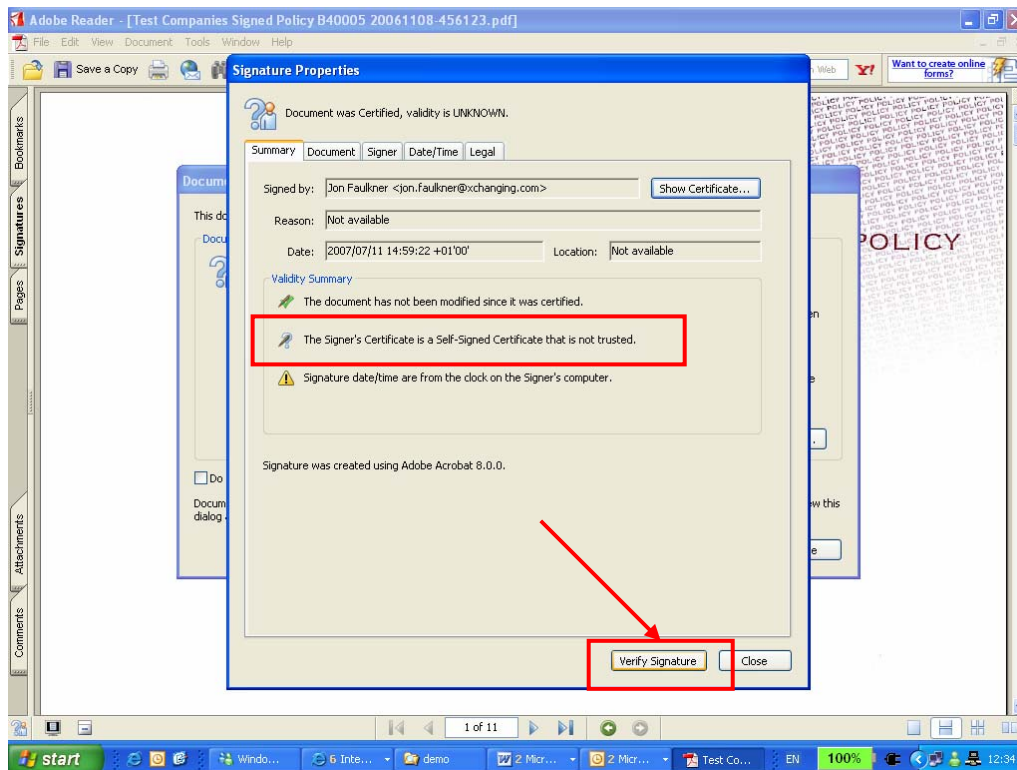 Adobe Reader - [Test Companies Signed Policy B40005 20061108-456123.pdf]
File Edit View Document Tools Window Help
Save a Copy
Web
Y!
Want to create online forms?
Bookmarks
Signatures
Pages
Attachments
Comments
POLICY
This do
Docu
Do
Docum
dialog
en
e
ew this
e
Signature Properties
Document was Certified, validity is UNKNOWN.
Summary Document Signer Date/Time Legal
Signed by: Jon Faulkner <jon.faulkner@xchanging.com> Show Certificate...
Reason: Not available
Date: 2007/07/11 14:59:22 +01'00' Location: Not available
Validity Summary
The document has not been modified since it was certified.
The Signer's Certificate is a Self-Signed Certificate that is not trusted.
Signature date/time are from the clock on the Signer's computer.
Signature was created using Adobe Acrobat 8.0.0.
Verify Signature Close
1 of 11
start Windo... 6 Inte... demo 2 Micr... 2 Micr... Test Co... EN 100% 12:34